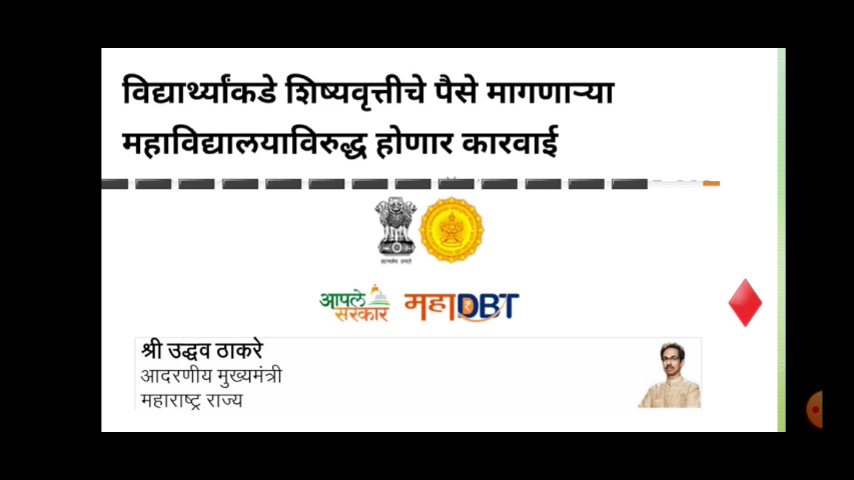 विद्यार्थ्यांकडे शिष्यवृत्तीचे पैसे मागणाऱ्या
महाविद्यालयाविरुद्ध होणार कारवाई
आपले
सरकार
महाDBT
श्री उद्धव ठाकरे
आदरणीय मुख्यमंत्री
महाराष्ट्र राज्य